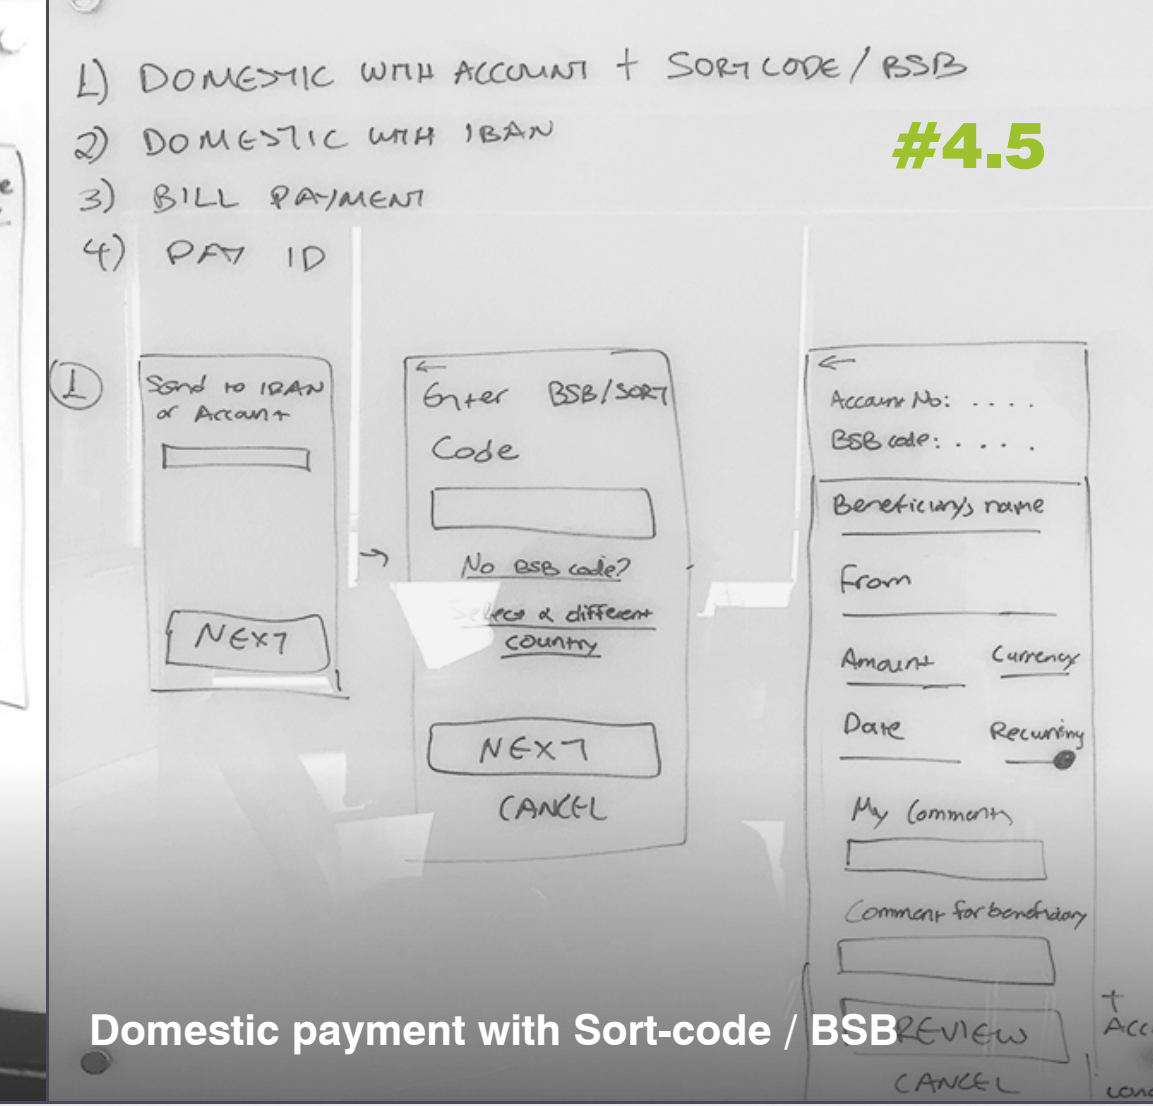 1) DOMESTIC WITH ACCOUNT + SORTCODE / BSB
2) DOMESTIC WITH IBAN
#4.5
3) BILL PAYMENT
4) PAY ID
1
Send to IBAN
or Account
NEXT
←
Enter BSB/SORT
Code
No BSB code?
Select a different
country
NEXT
CANCEL
←
Account No: . . . .
BSB code: . . . .
Beneficiary's name
From
Amount Currency
Date Recurring
My Comments
Comment for beneficiary
REVIEW
CANCEL
+
ACC
Domestic payment with Sort-code / BSB